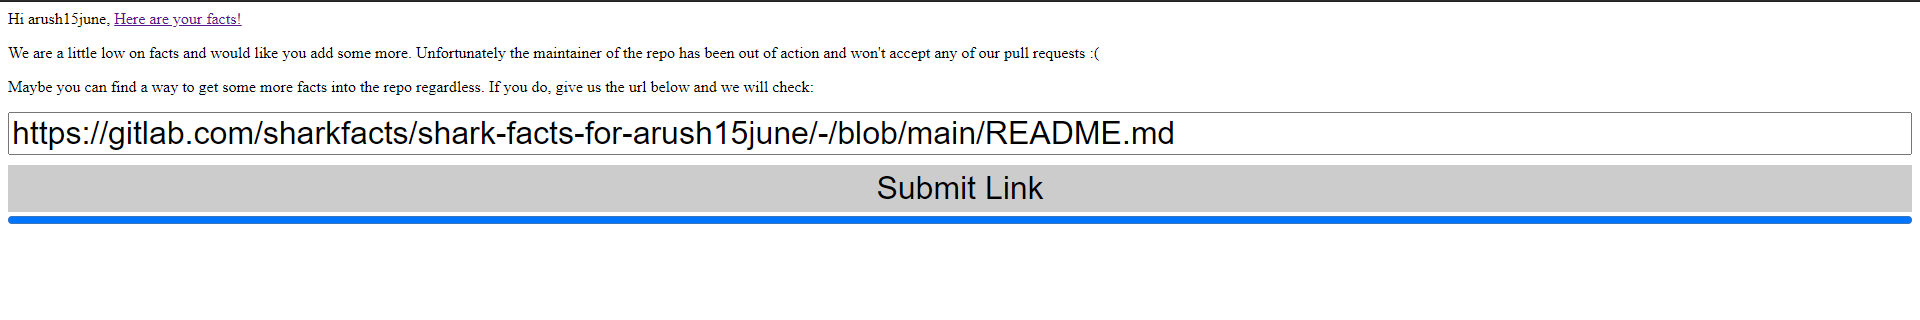 Hi arush15june, Here are your facts!
We are a little low on facts and would like you add some more. Unfortunately the maintainer of the repo has been out of action and won't accept any of our pull requests :(
Maybe you can find a way to get some more facts into the repo regardless. If you do, give us the url below and we will check:
https://gitlab.com/sharkfacts/shark-facts-for-arush15june/-/blob/main/README.md
Submit Link